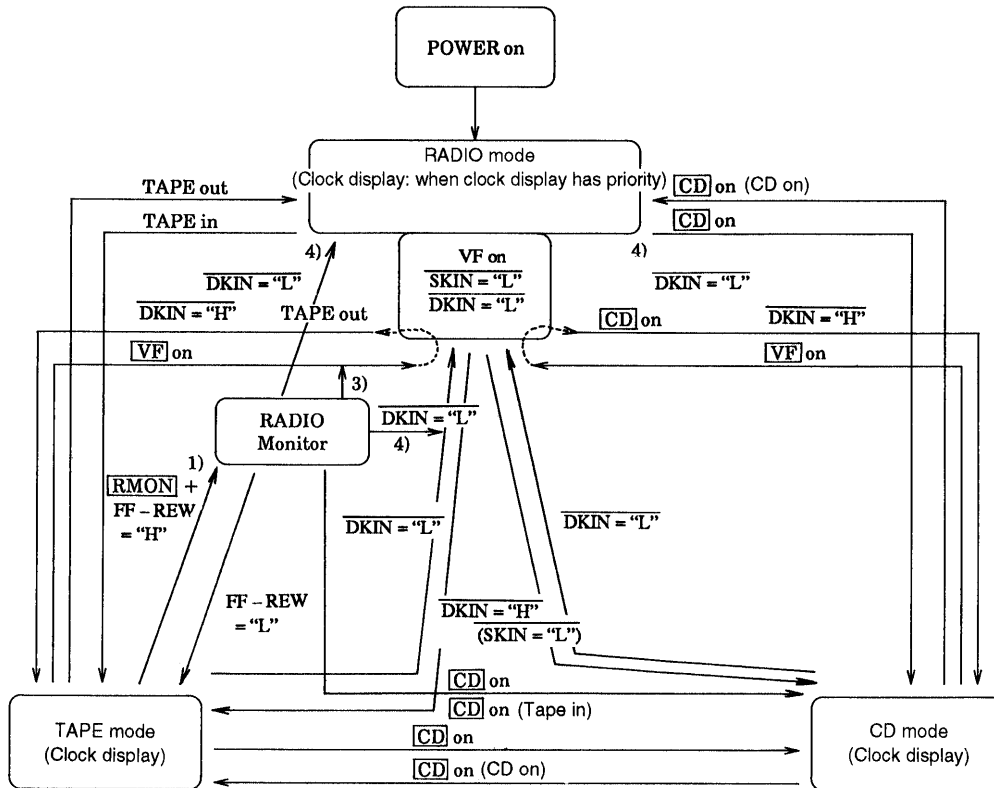 POWER on
RADIO mode
(Clock display: when clock display has priority)
TAPE out
CD on (CD on)
TAPE in
CD on
4)
4)
VF on
SKIN = “L”
DKIN = “L”
DKIN = “L”
DKIN = “L”
DKIN = “H”
TAPE out
CD on
DKIN = “H”
VF on
VF on
3)
RADIO
Monitor
DKIN = “L”
4)
1)
RMON +
FF – REW
= “H”
DKIN = “L”
DKIN = “L”
FF – REW
= “L”
DKIN = “H”
(SKIN = “L”)
CD on
CD on (Tape in)
TAPE mode
(Clock display)
CD on
CD mode
(Clock display)
CD on (CD on)